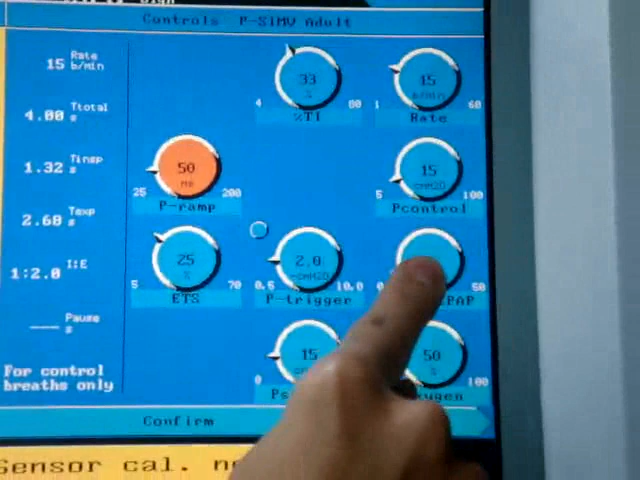 Controls P-SIMV Adult
15 Rate b/min
4.00 Ttotal s
1.32 Tinsp s
2.68 Texp s
1:2.0 I:E
Pause s
For control
breaths only
33
%
4 80
%TI
15
b/min
1 60
Rate
50
ms
25 200
P-ramp
15
cmH2O
5 100
Pcontrol
25
%
5 70
ETS
2.0
-cmH2O
0.5 10.0
P-trigger
50
15
0
50
%
100
Confirm
Sensor cal.